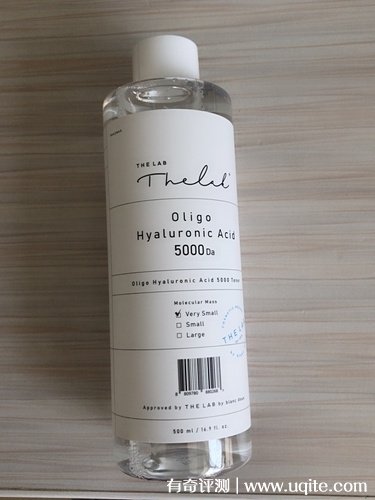 THE LAB
Thelab
Oligo
Hyaluronic Acid
5000Da
Oligo Hyaluronic Acid 5000 Toner
Molecular Mass
Very Small
Small
Large
THE LAB
Approved by THE LAB by blanc doux
500 ml / 16.9 fl. oz.
有奇评测 | www.uqite.com